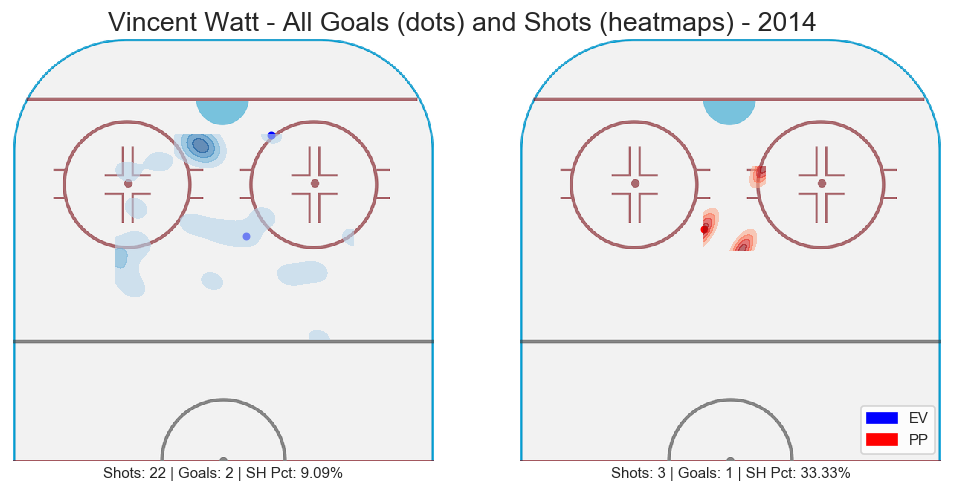 Vincent Watt - All Goals (dots) and Shots (heatmaps) - 2014
EV
PP
Shots: 22 | Goals: 2 | SH Pct: 9.09%
Shots: 3 | Goals: 1 | SH Pct: 33.33%